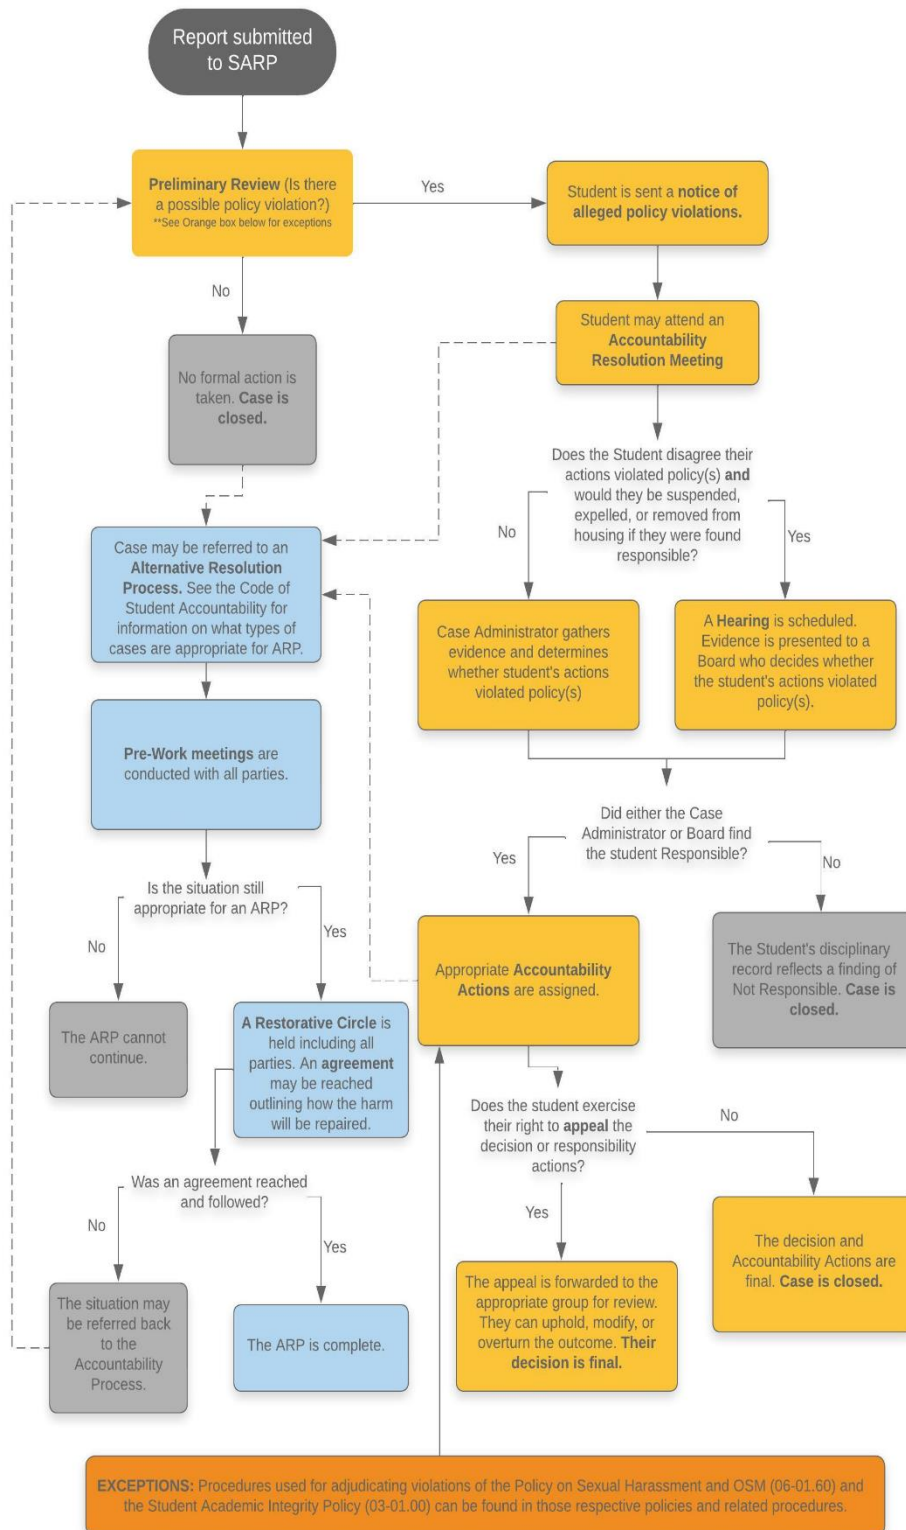 Report submitted
to SARP
Preliminary Review (Is there
a possible policy violation?)
**See Orange box below for exceptions
Yes
Student is sent a notice of
alleged policy violations.
No
Student may attend an
Accountability
Resolution Meeting
No formal action is
taken. Case is
closed.
Does the Student disagree their
actions violated policy(s) and
would they be suspended,
expelled, or removed from
housing if they were found
responsible?
No
Yes
Case may be referred to an
Alternative Resolution
Process. See the Code of
Student Accountability for
information on what types of
cases are appropriate for ARP.
Case Administrator gathers
evidence and determines
whether student's actions
violated policy(s)
A Hearing is scheduled.
Evidence is presented to a
Board who decides whether
the student's actions violated
policy(s).
Pre-Work meetings are
conducted with all parties.
Did either the Case
Administrator or Board find
the student Responsible?
Yes
No
Is the situation still
appropriate for an ARP?
No
Yes
Appropriate Accountability
Actions are assigned.
The Student's disciplinary
record reflects a finding of
Not Responsible. Case is
closed.
The ARP cannot
continue.
A Restorative Circle is
held including all
parties. An agreement
may be reached
outlining how the harm
will be repaired.
Does the student exercise
their right to appeal the
decision or responsibility
actions?
No
Yes
Was an agreement reached
and followed?
No
Yes
The decision and
Accountability Actions are
final. Case is closed.
The situation may
be referred back
to the
Accountability
Process.
The ARP is complete.
The appeal is forwarded to the
appropriate group for review.
They can uphold, modify, or
overturn the outcome. Their
decision is final.
EXCEPTIONS: Procedures used for adjudicating violations of the Policy on Sexual Harassment and OSM (06-01.60) and
the Student Academic Integrity Policy (03-01.00) can be found in those respective policies and related procedures.